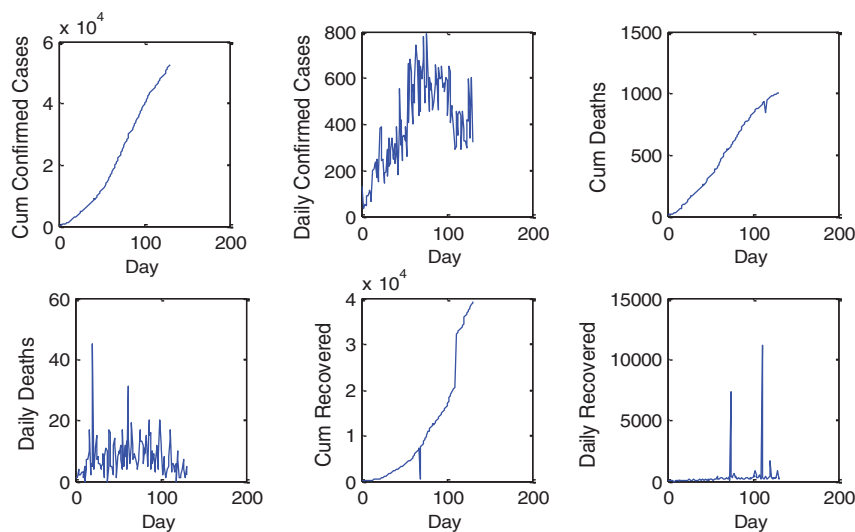 x 10^4
6
4
2
0
0 100 200
Day
Cum Confirmed Cases
800
600
400
200
0
0 100 200
Day
Daily Confirmed Cases
1500
1000
500
0
0 100 200
Day
Cum Deaths
60
40
20
0
0 100 200
Day
Daily Deaths
x 10^4
4
3
2
1
0
0 100 200
Day
Cum Recovered
15000
10000
5000
0
0 100 200
Day
Daily Recovered